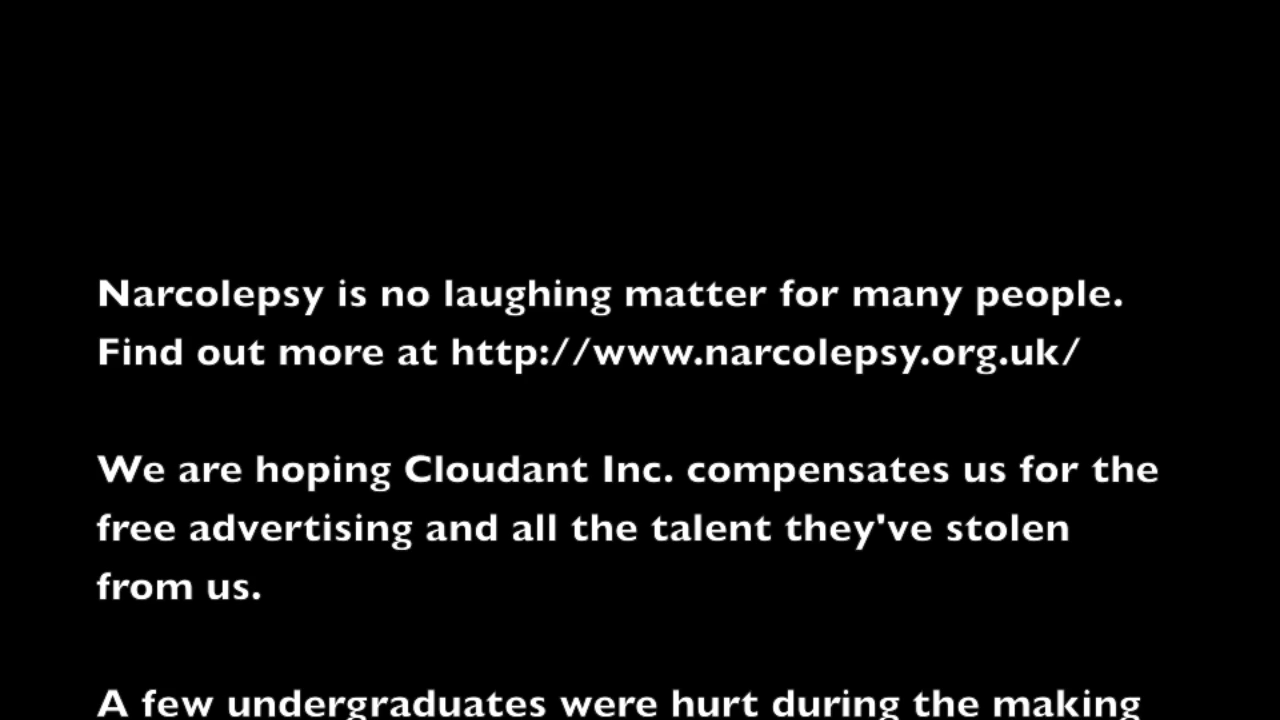 Narcolepsy is no laughing matter for many people.
Find out more at http://www.narcolepsy.org.uk/
We are hoping Cloudant Inc. compensates us for the
free advertising and all the talent they've stolen
from us.
A few undergraduates were hurt during the making